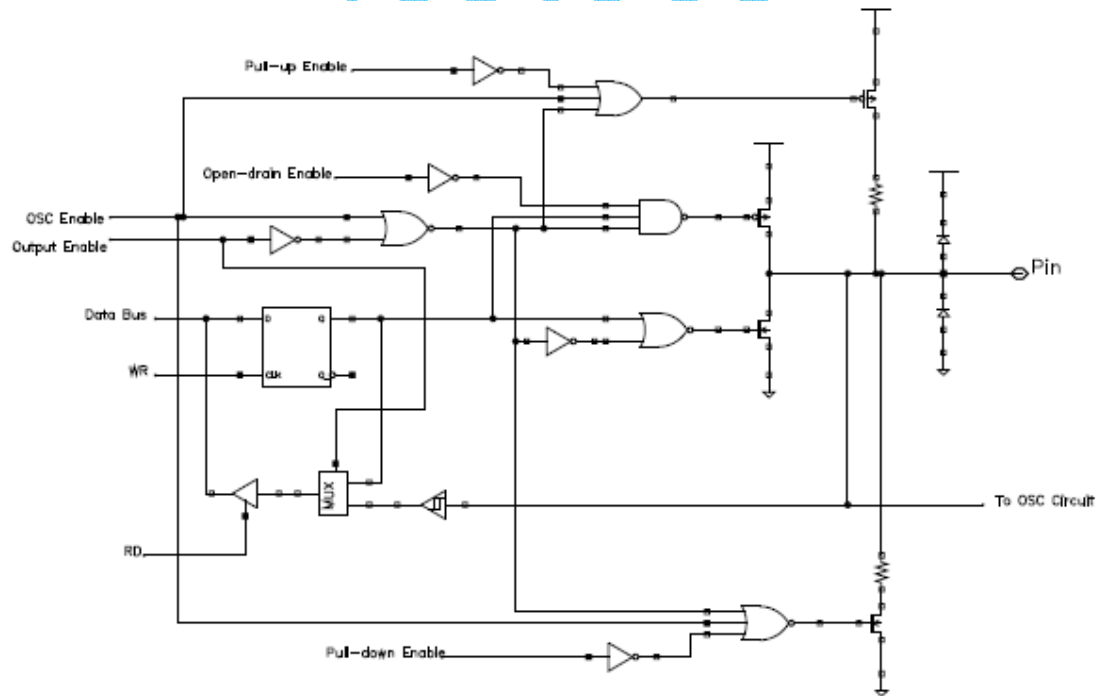 Pull-up Enable
Open-drain Enable
OSC Enable
Output Enable
Pin
Data Bus
D
Q
WR
CLK
Q
MUX
To OSC Circuit
RD
Pull-down Enable